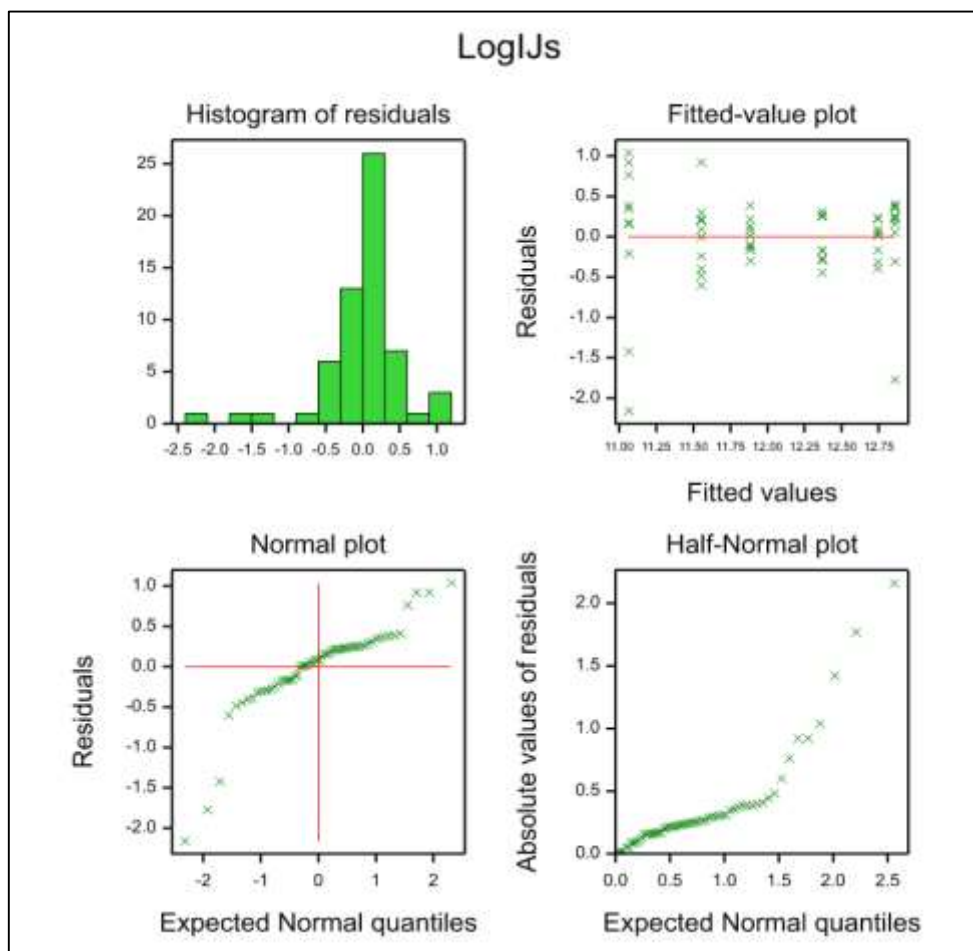 LogIJs
Histogram of residuals
25
20
15
10
5
0
-2.5 -2.0 -1.5 -1.0 -0.5 0.0 0.5 1.0
Fitted-value plot
Residuals
1.0
0.5
0.0
-0.5
-1.0
-1.5
-2.0
11.00 11.25 11.50 11.75 12.00 12.25 12.50 12.75
Fitted values
Normal plot
Residuals
1.0
0.5
0.0
-0.5
-1.0
-1.5
-2.0
-2 -1 0 1 2
Expected Normal quantiles
Half-Normal plot
Absolute values of residuals
2.0
1.5
1.0
0.5
0.0
0.0 0.5 1.0 1.5 2.0 2.5
Expected Normal quantiles